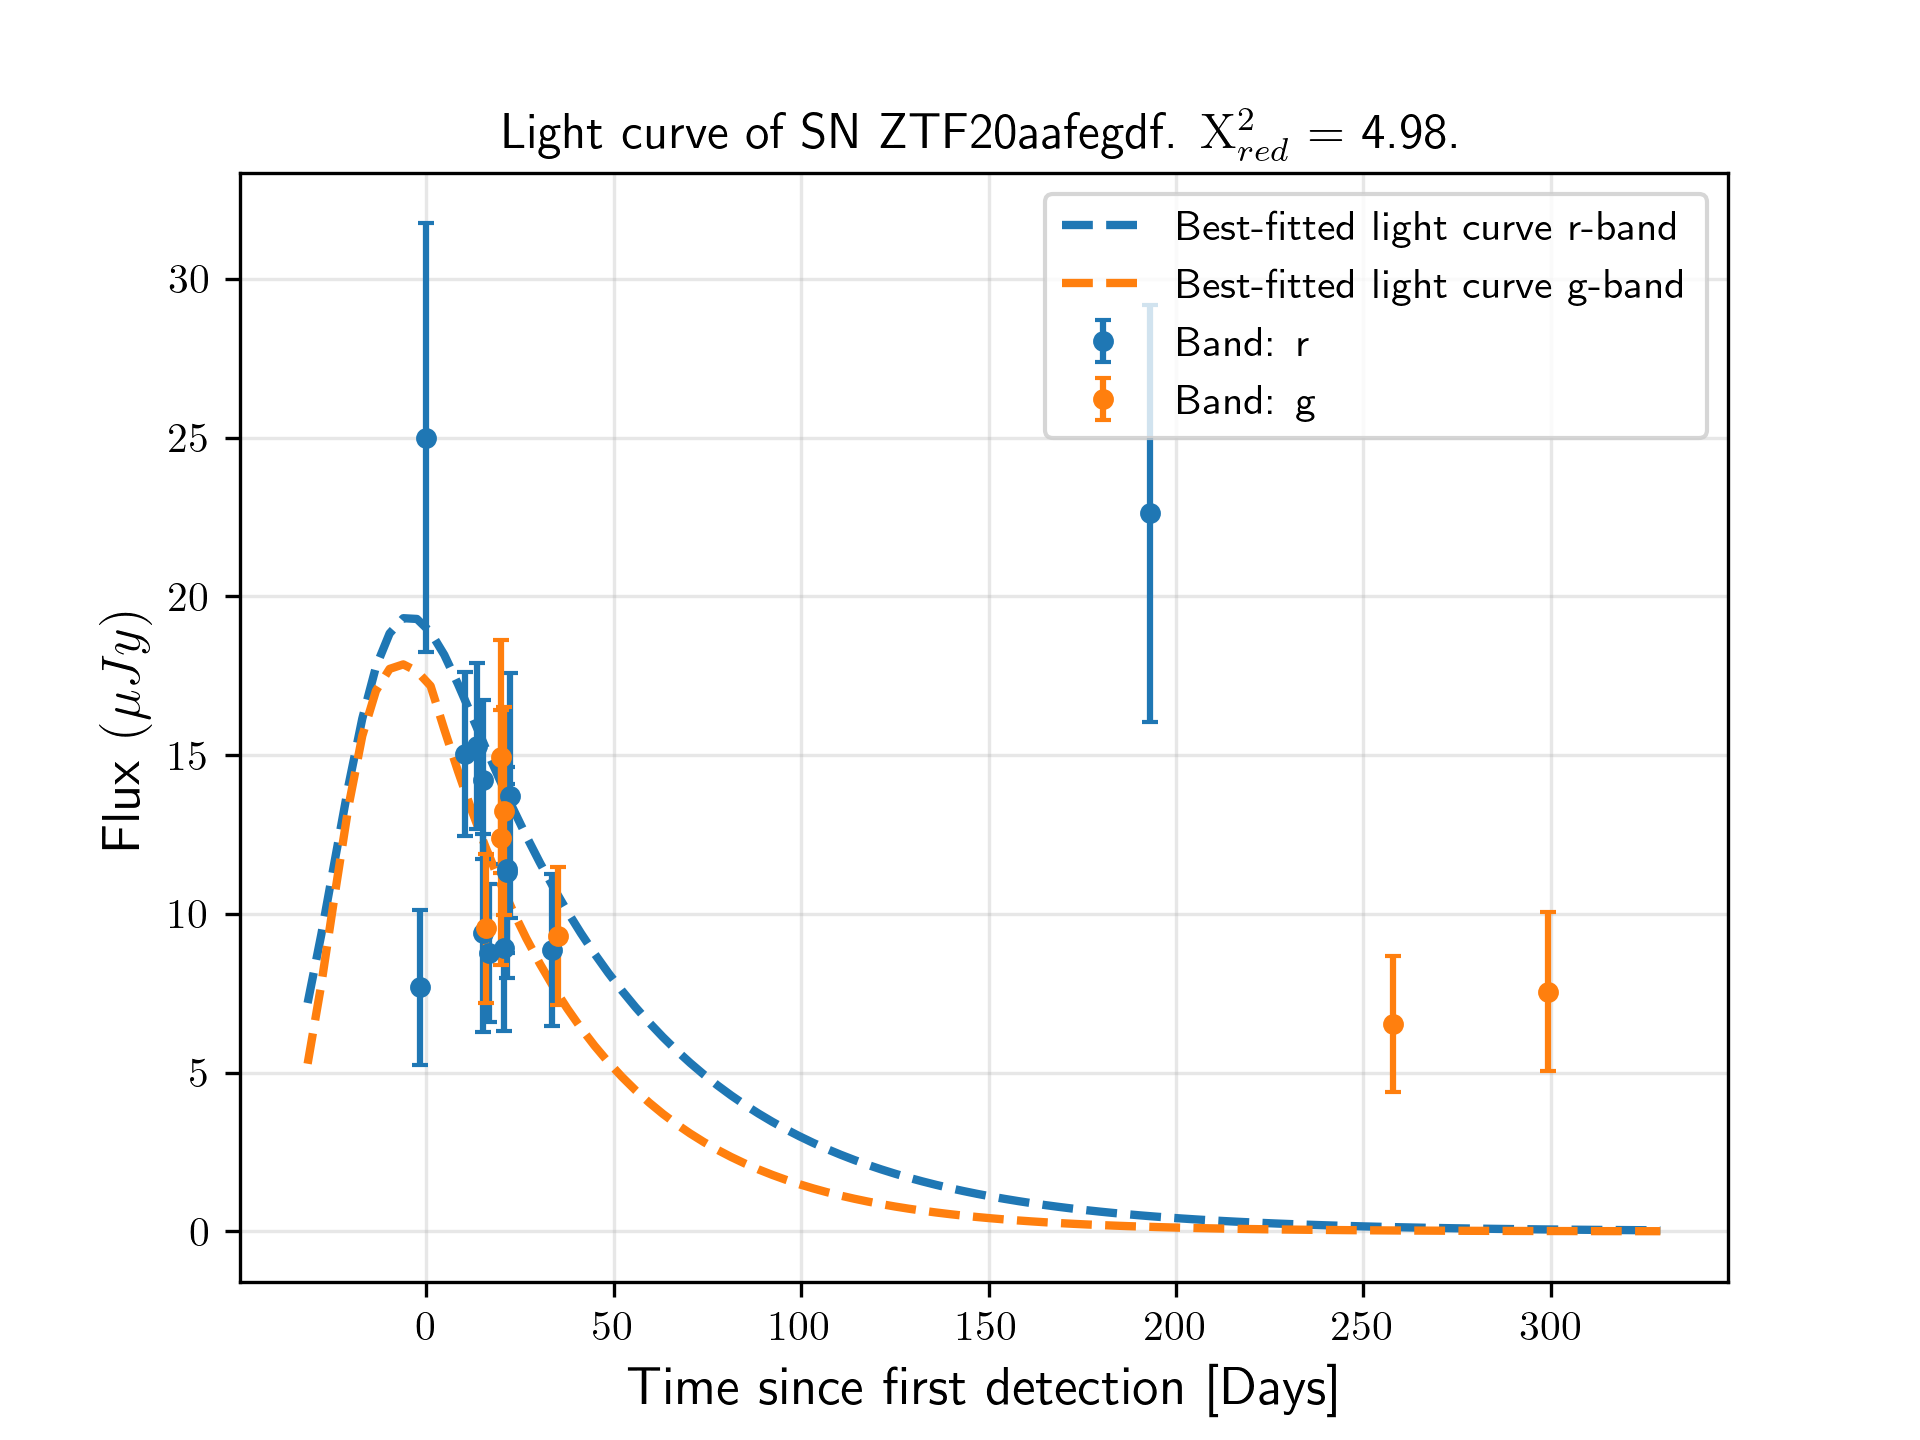 Light curve of SN ZTF20aafegdf. X²_red = 4.98.
Best-fitted light curve r-band
Best-fitted light curve g-band
Band: r
Band: g
Flux (μJy)
30
25
20
15
10
5
0
0 50 100 150 200 250 300
Time since first detection [Days]